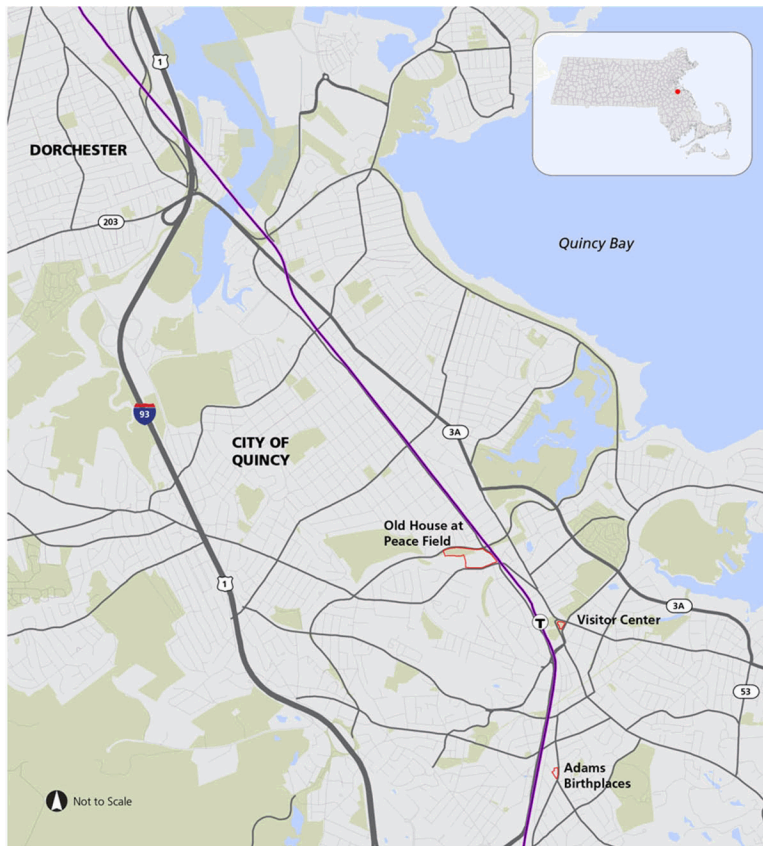 1
DORCHESTER
203
Quincy Bay
93
3A
CITY OF
QUINCY
Old House at
Peace Field
1
3A
T
Visitor Center
53
Adams
Birthplaces
Not to Scale